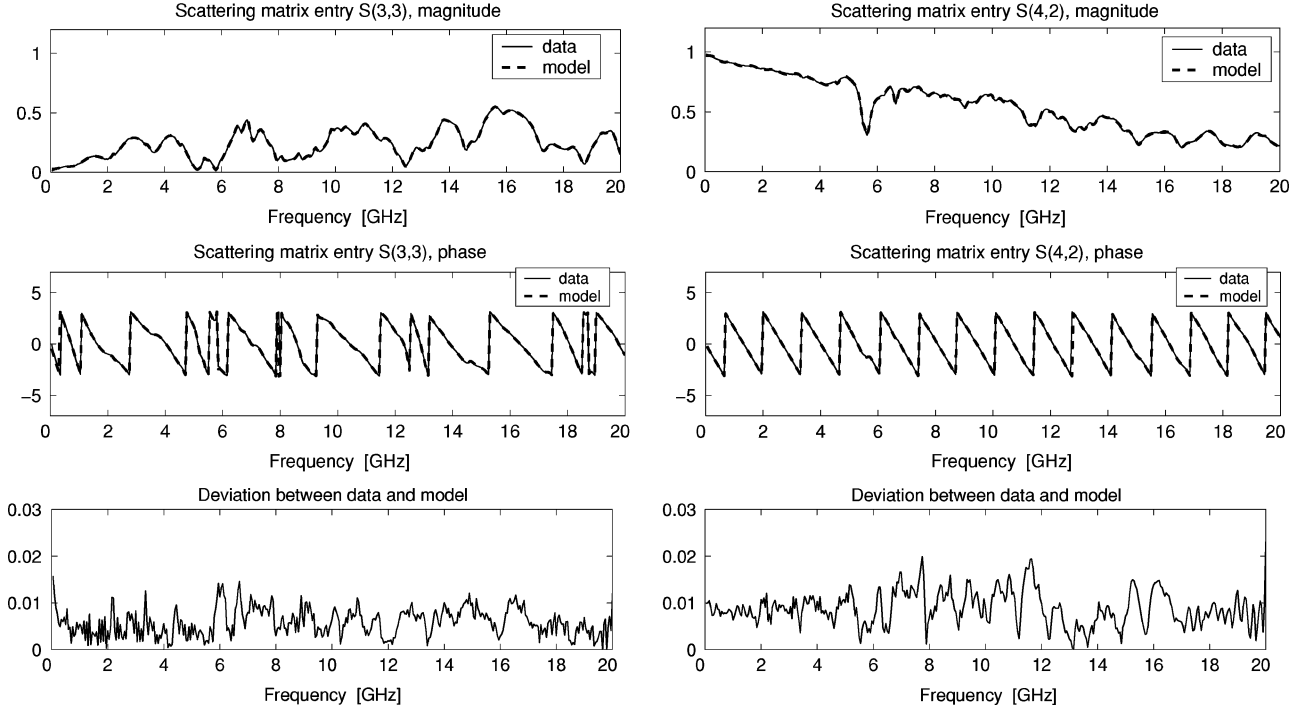 Scattering matrix entry S(3,3), magnitude
1
0.5
0
data
model
0 2 4 6 8 10 12 14 16 18 20
Frequency [GHz]
Scattering matrix entry S(4,2), magnitude
1
0.5
0
data
model
0 2 4 6 8 10 12 14 16 18 20
Frequency [GHz]
Scattering matrix entry S(3,3), phase
5
0
−5
data
model
0 2 4 6 8 10 12 14 16 18 20
Frequency [GHz]
Scattering matrix entry S(4,2), phase
5
0
−5
data
model
0 2 4 6 8 10 12 14 16 18 20
Frequency [GHz]
Deviation between data and model
0.03
0.02
0.01
0
0 2 4 6 8 10 12 14 16 18 20
Frequency [GHz]
Deviation between data and model
0.03
0.02
0.01
0
0 2 4 6 8 10 12 14 16 18 20
Frequency [GHz]